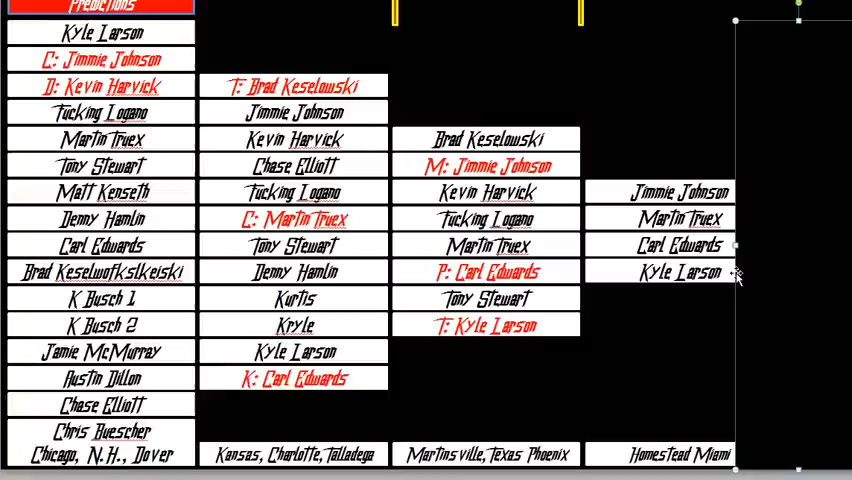 Predictions
Kyle Larson
C: Jimmie Johnson
D: Kevin Harvick
Fucking Logano
Martin Truex
Tony Stewart
Matt Kenseth
Denny Hamlin
Carl Edwards
Brad Keselwofkslkeiski
K Busch 1
K Busch 2
Jamie McMurray
Austin Dillon
Chase Elliott
Chris Buescher
Chicago, N.H., Dover
T: Brad Keselowski
Jimmie Johnson
Kevin Harvick
Chase Elliott
Fucking Logano
C: Martin Truex
Tony Stewart
Denny Hamlin
Kurtis
Kryle
Kyle Larson
K: Carl Edwards
Kansas, Charlotte, Talladega
Brad Keselowski
M: Jimmie Johnson
Kevin Harvick
Fucking Logano
Martin Truex
P: Carl Edwards
Tony Stewart
T: Kyle Larson
Martinsville, Texas Phoenix
Jimmie Johnson
Martin Truex
Carl Edwards
Kyle Larson
Homestead Miami